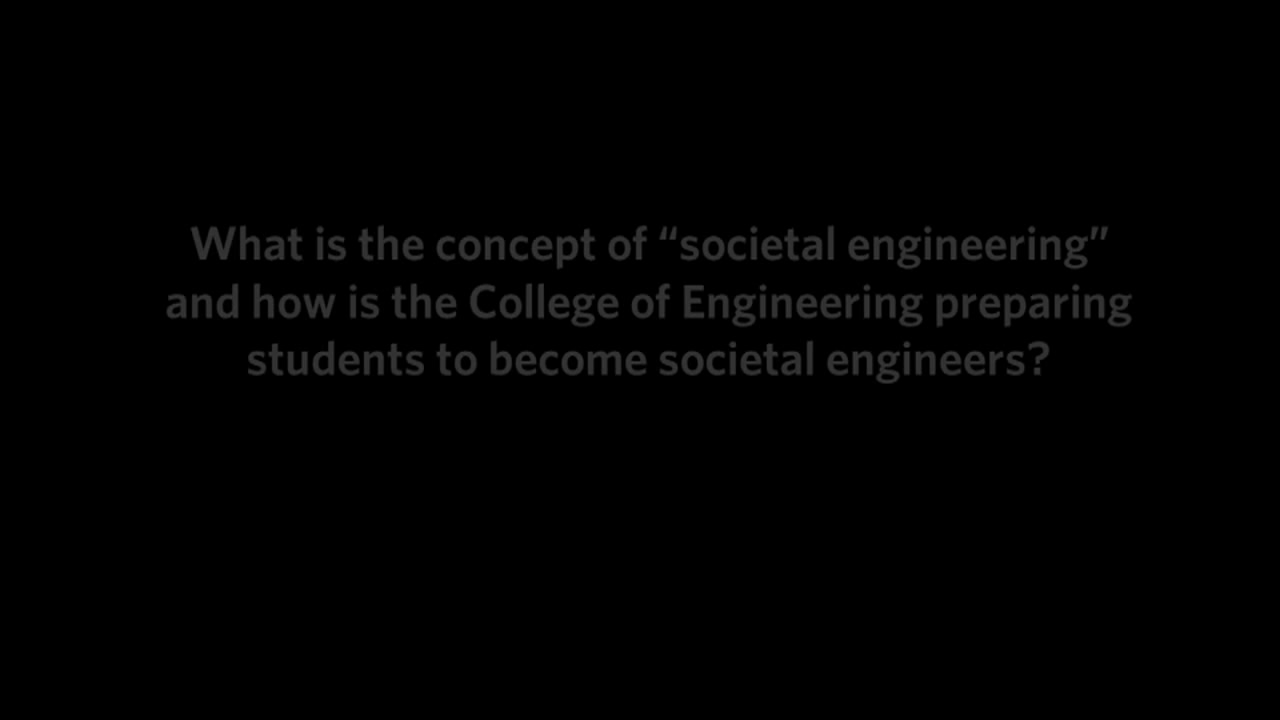 What is the concept of “societal engineering”
and how is the College of Engineering preparing
students to become societal engineers?